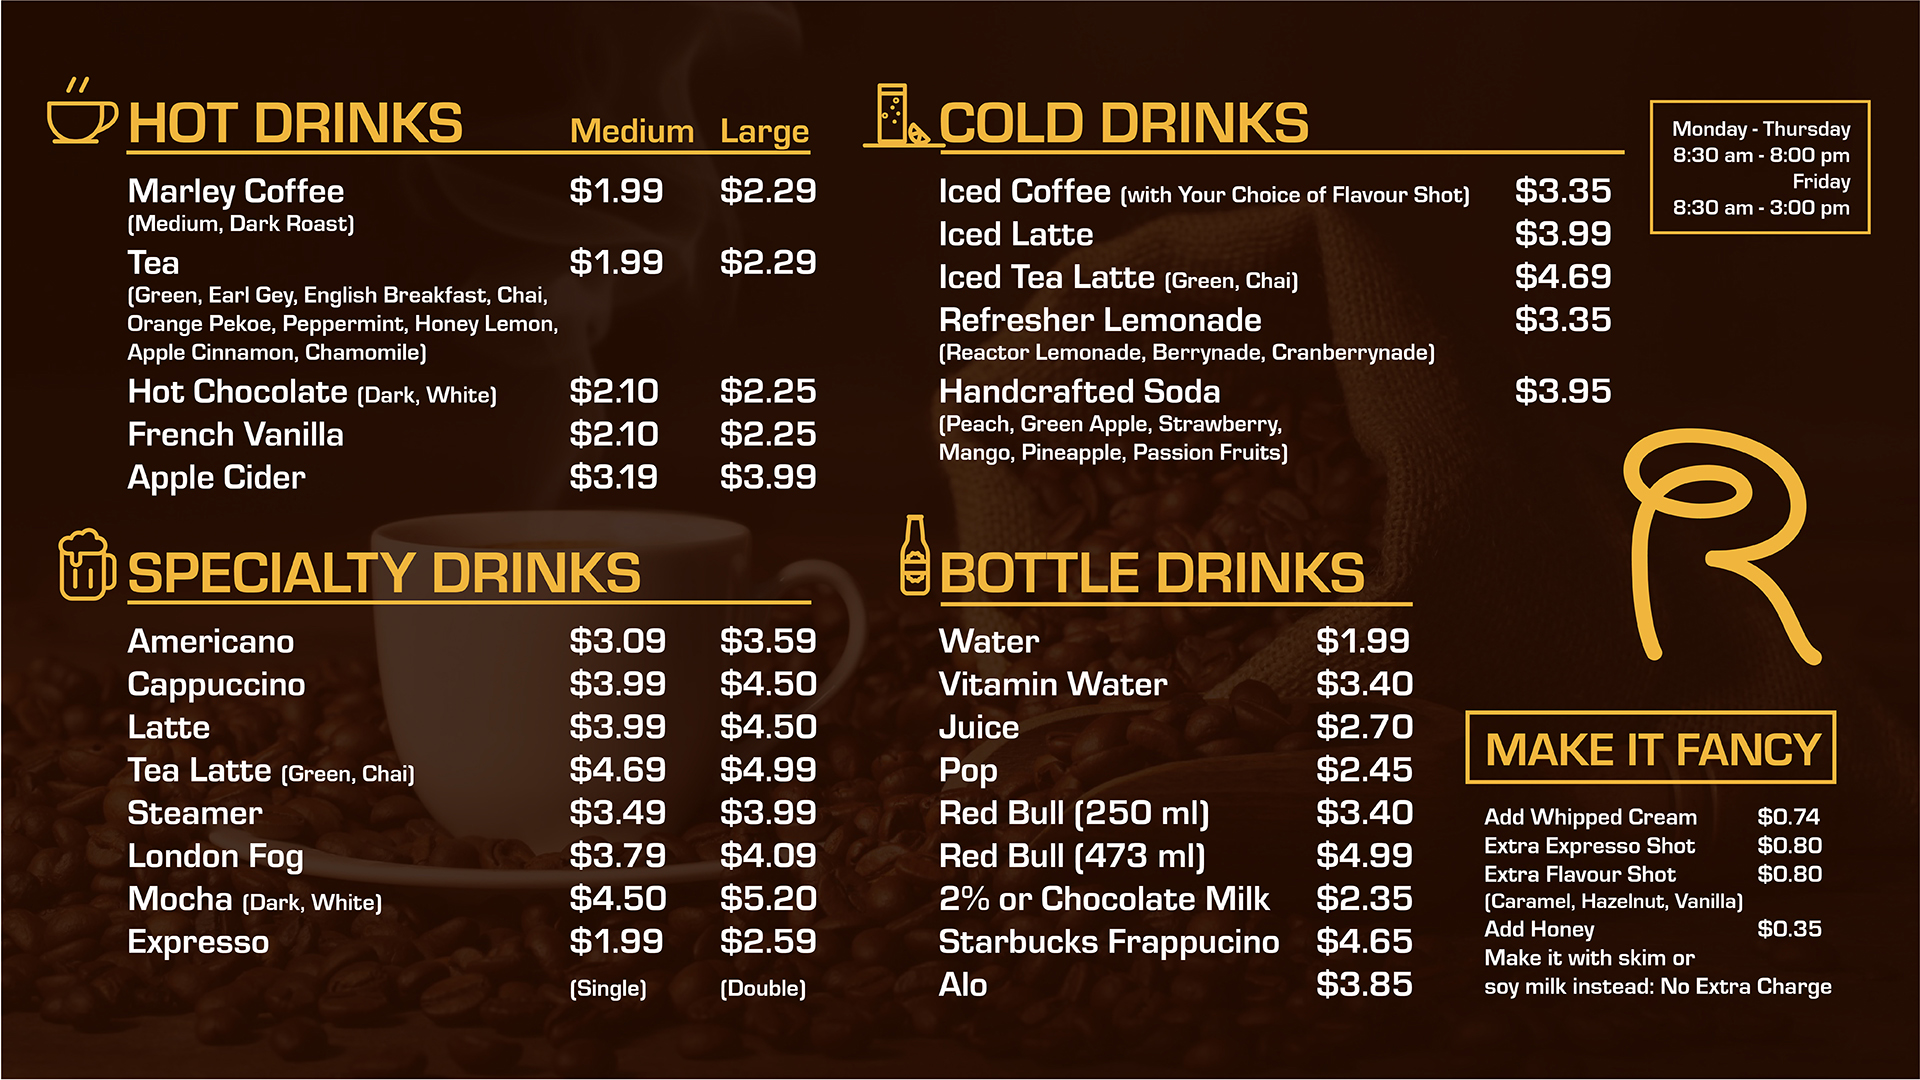 HOT DRINKS Medium Large
Marley Coffee $1.99 $2.29
(Medium, Dark Roast)
Tea $1.99 $2.29
(Green, Earl Gey, English Breakfast, Chai,
Orange Pekoe, Peppermint, Honey Lemon,
Apple Cinnamon, Chamomile)
Hot Chocolate (Dark, White) $2.10 $2.25
French Vanilla $2.10 $2.25
Apple Cider $3.19 $3.99
SPECIALTY DRINKS
Americano $3.09 $3.59
Cappuccino $3.99 $4.50
Latte $3.99 $4.50
Tea Latte (Green, Chai) $4.69 $4.99
Steamer $3.49 $3.99
London Fog $3.79 $4.09
Mocha (Dark, White) $4.50 $5.20
Expresso $1.99 $2.59
(Single) (Double)
COLD DRINKS
Iced Coffee (with Your Choice of Flavour Shot) $3.35
Iced Latte $3.99
Iced Tea Latte (Green, Chai) $4.69
Refresher Lemonade $3.35
(Reactor Lemonade, Berrynade, Cranberrynade)
Handcrafted Soda $3.95
(Peach, Green Apple, Strawberry,
Mango, Pineapple, Passion Fruits)
BOTTLE DRINKS
Water $1.99
Vitamin Water $3.40
Juice $2.70
Pop $2.45
Red Bull (250 ml) $3.40
Red Bull (473 ml) $4.99
2% or Chocolate Milk $2.35
Starbucks Frappucino $4.65
Alo $3.85
Monday - Thursday
8:30 am - 8:00 pm
Friday
8:30 am - 3:00 pm
R
MAKE IT FANCY
Add Whipped Cream $0.74
Extra Expresso Shot $0.80
Extra Flavour Shot $0.80
(Caramel, Hazelnut, Vanilla)
Add Honey $0.35
Make it with skim or
soy milk instead: No Extra Charge